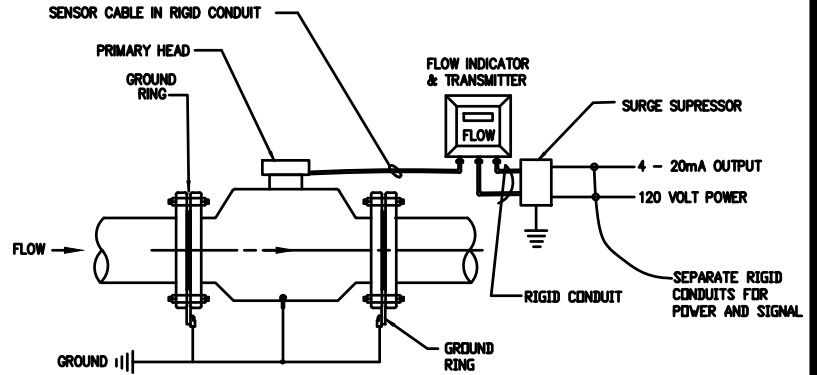 SENSOR CABLE IN RIGID CONDUIT
PRIMARY HEAD
GROUND
RING
FLOW INDICATOR
& TRANSMITTER
FLOW
SURGE SUPRESSOR
4 - 20mA OUTPUT
120 VOLT POWER
FLOW
RIGID CONDUIT
SEPARATE RIGID
CONDUITS FOR
POWER AND SIGNAL
GROUND
GROUND
RING